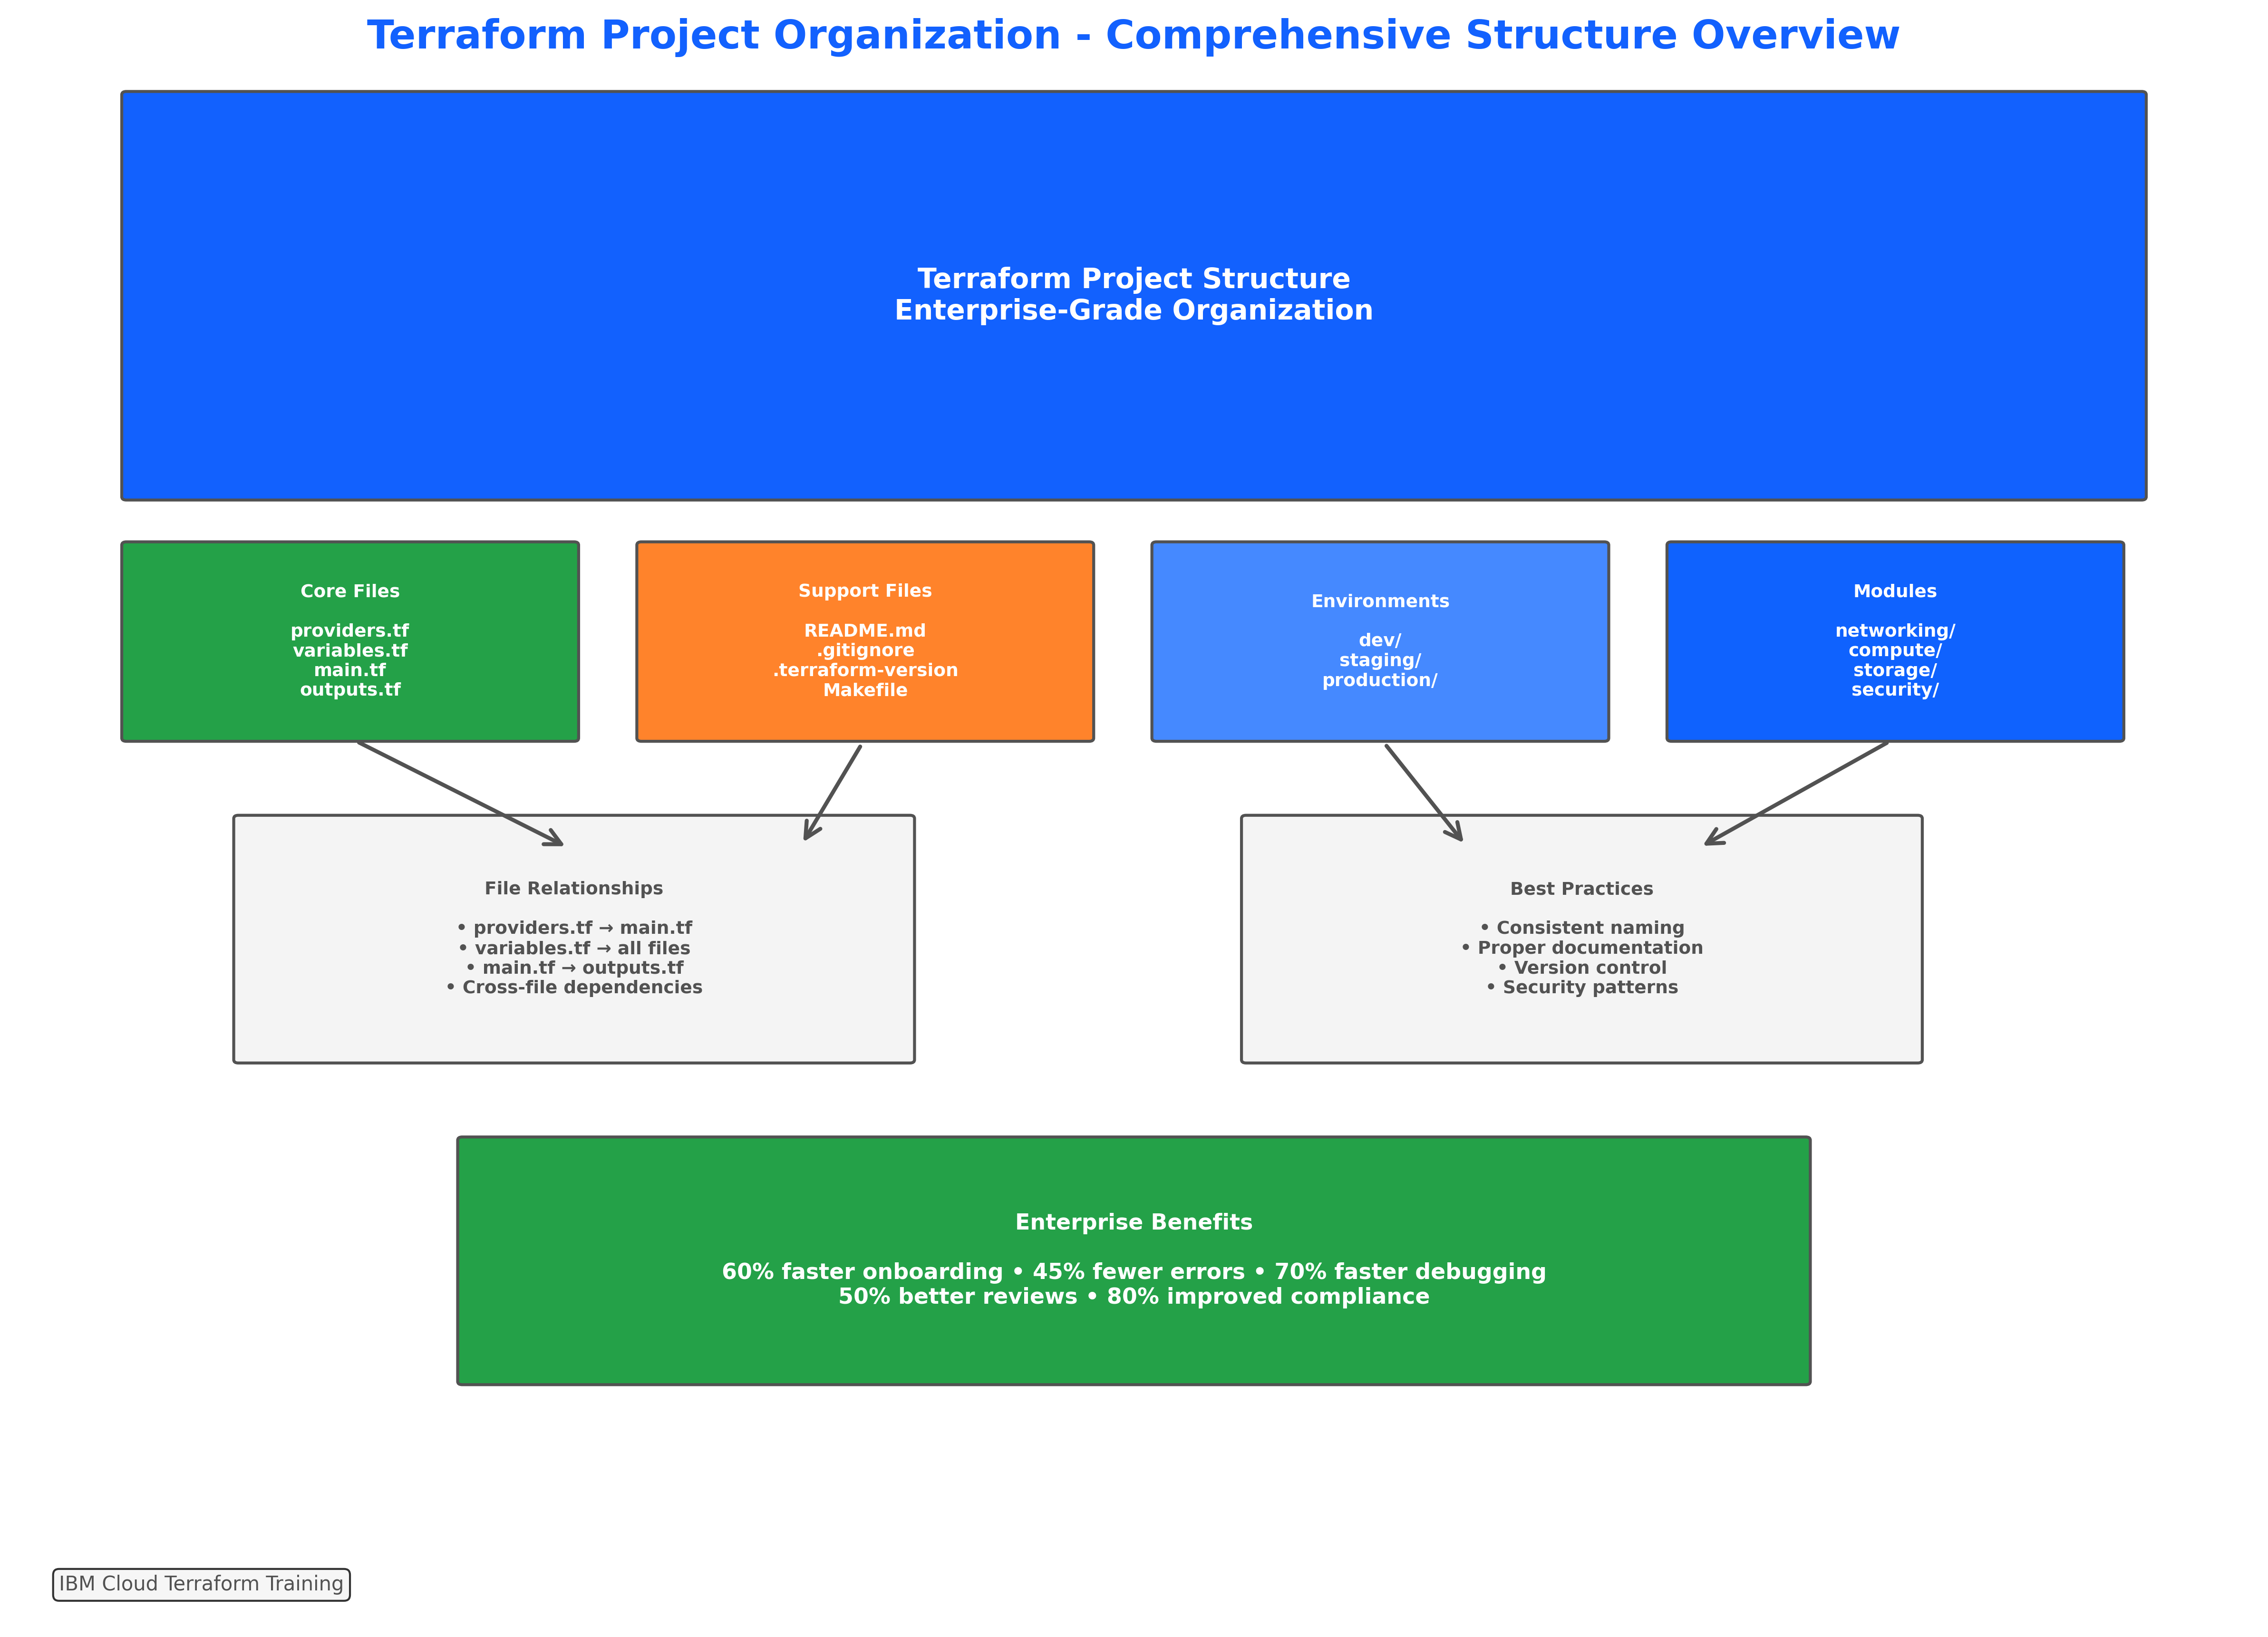 Terraform Project Organization - Comprehensive Structure Overview
Terraform Project Structure
Enterprise-Grade Organization
Core Files
providers.tf
variables.tf
main.tf
outputs.tf
Support Files
README.md
.gitignore
.terraform-version
Makefile
Environments
dev/
staging/
production/
Modules
networking/
compute/
storage/
security/
File Relationships
• providers.tf → main.tf
• variables.tf → all files
• main.tf → outputs.tf
• Cross-file dependencies
Best Practices
• Consistent naming
• Proper documentation
• Version control
• Security patterns
Enterprise Benefits
60% faster onboarding • 45% fewer errors • 70% faster debugging
50% better reviews • 80% improved compliance
IBM Cloud Terraform Training